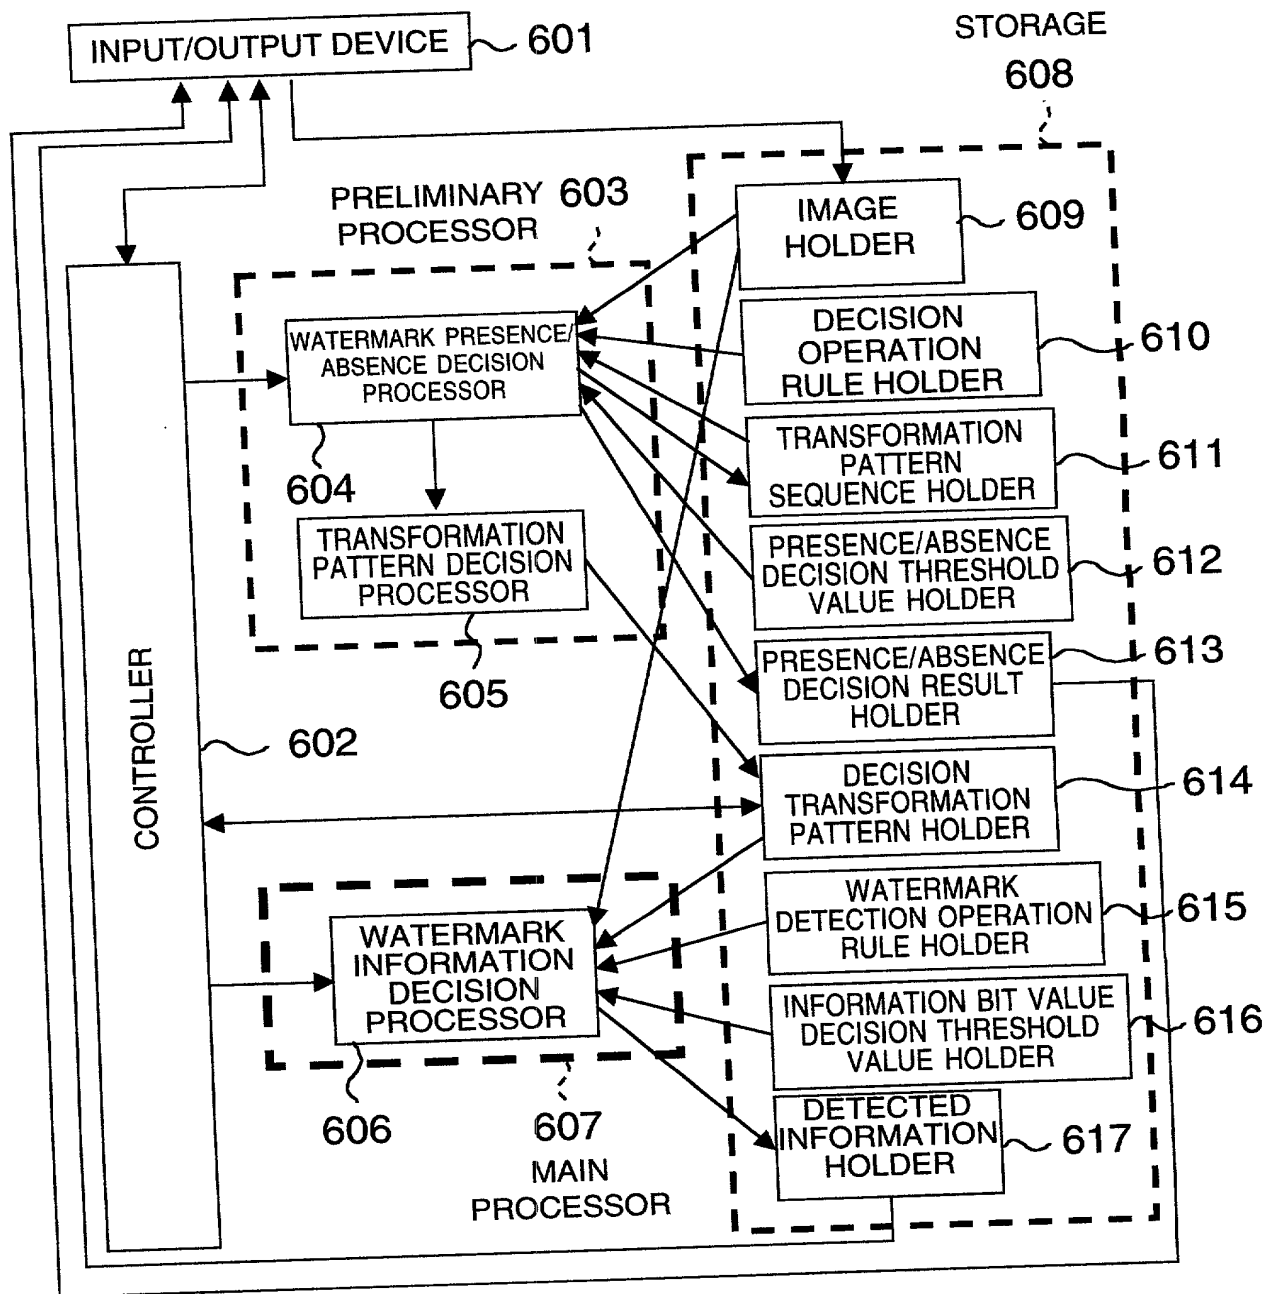 INPUT/OUTPUT DEVICE
601
STORAGE
608
PRELIMINARY
PROCESSOR
603
IMAGE
HOLDER
609
WATERMARK PRESENCE/
ABSENCE DECISION
PROCESSOR
604
DECISION
OPERATION
RULE HOLDER
610
TRANSFORMATION
PATTERN
SEQUENCE HOLDER
611
TRANSFORMATION
PATTERN DECISION
PROCESSOR
605
PRESENCE/ABSENCE
DECISION THRESHOLD
VALUE HOLDER
612
PRESENCE/ABSENCE
DECISION RESULT
HOLDER
613
CONTROLLER
602
DECISION
TRANSFORMATION
PATTERN HOLDER
614
WATERMARK
INFORMATION
DECISION
PROCESSOR
606
607
MAIN
PROCESSOR
WATERMARK
DETECTION OPERATION
RULE HOLDER
615
INFORMATION BIT VALUE
DECISION THRESHOLD
VALUE HOLDER
616
DETECTED
INFORMATION
HOLDER
617